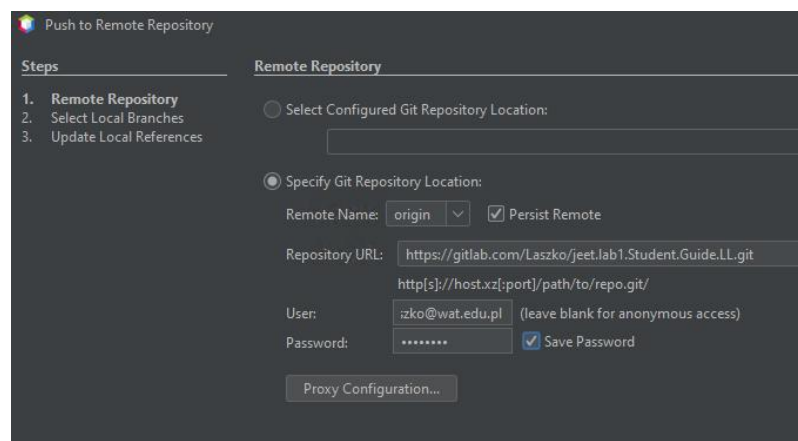 Push to Remote Repository
Steps
1. Remote Repository
2. Select Local Branches
3. Update Local References
Remote Repository
Select Configured Git Repository Location:
Specify Git Repository Location:
Remote Name: origin Persist Remote
Repository URL: https://gitlab.com/Laszko/jeet.lab1.Student.Guide.LL.git
http[s]://host.xz[:port]/path/to/repo.git/
User: szko@wat.edu.pl (leave blank for anonymous access)
Password: •••••••• Save Password
Proxy Configuration...